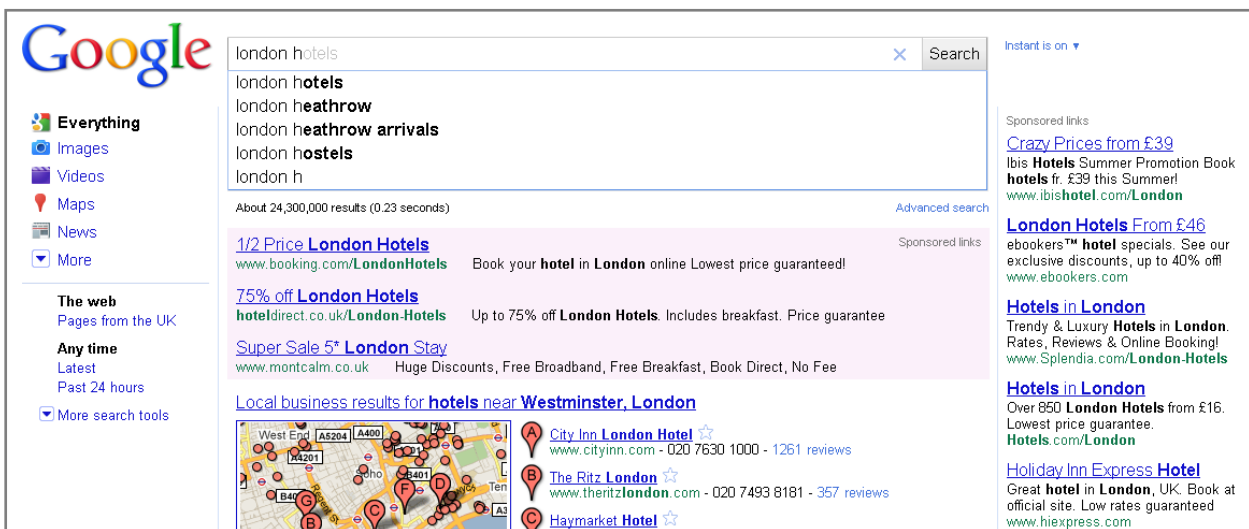 Google
london hotels
Search
Instant is on ▼
london hotels
london heathrow
london heathrow arrivals
london hostels
london h
Everything
Images
Videos
Maps
News
More
The web
Pages from the UK
Any time
Latest
Past 24 hours
More search tools
About 24,300,000 results (0.23 seconds)
Advanced search
1/2 Price London Hotels
Sponsored links
www.booking.com/LondonHotels Book your hotel in London online Lowest price guaranteed!
75% off London Hotels
hoteldirect.co.uk/London-Hotels Up to 75% off London Hotels. Includes breakfast. Price guarantee
Super Sale 5* London Stay
www.montcalm.co.uk Huge Discounts, Free Broadband, Free Breakfast, Book Direct, No Fee
Local business results for hotels near Westminster, London
West End A5204 A400
A4201
Soho
B401
Regent St
G
F
D
C
B
A City Inn London Hotel
www.cityinn.com - 020 7630 1000 - 1261 reviews
B The Ritz London
www.theritzlondon.com - 020 7493 8181 - 357 reviews
C Haymarket Hotel
Sponsored links
Crazy Prices from £39
Ibis Hotels Summer Promotion Book
hotels fr. £39 this Summer!
www.ibishotel.com/London
London Hotels From £46
ebookers™ hotel specials. See our
exclusive discounts, up to 40% off!
www.ebookers.com
Hotels in London
Trendy & Luxury Hotels in London.
Rates, Reviews & Online Booking!
www.Splendia.com/London-Hotels
Hotels in London
Over 850 London Hotels from £16.
Lowest price guarantee.
Hotels.com/London
Holiday Inn Express Hotel
Great hotel in London, UK. Book at
official site. Low rates guaranteed
www.hiexpress.com